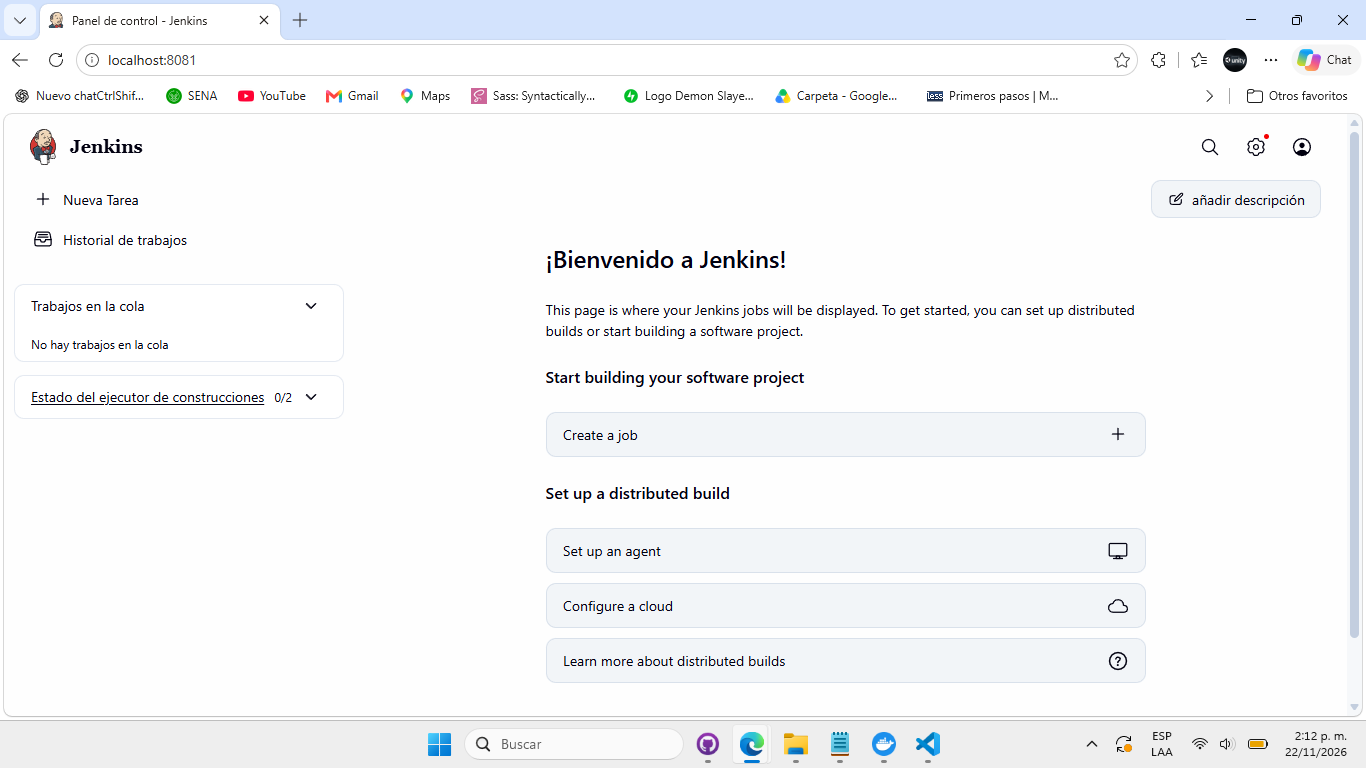 Panel de control - Jenkins
localhost:8081
Chat
Nuevo chatCtrlShif...
SENA
YouTube
Gmail
Maps
Sass: Syntactically...
Logo Demon Slaye...
Carpeta - Google...
Primeros pasos | M...
Otros favoritos
Jenkins
Nueva Tarea
añadir descripción
Historial de trabajos
¡Bienvenido a Jenkins!
This page is where your Jenkins jobs will be displayed. To get started, you can set up distributed
builds or start building a software project.
Trabajos en la cola
No hay trabajos en la cola
Estado del ejecutor de construcciones 0/2
Start building your software project
Create a job
Set up a distributed build
Set up an agent
Configure a cloud
Learn more about distributed builds
Buscar
ESP
LAA
2:12 p. m.
22/11/2026